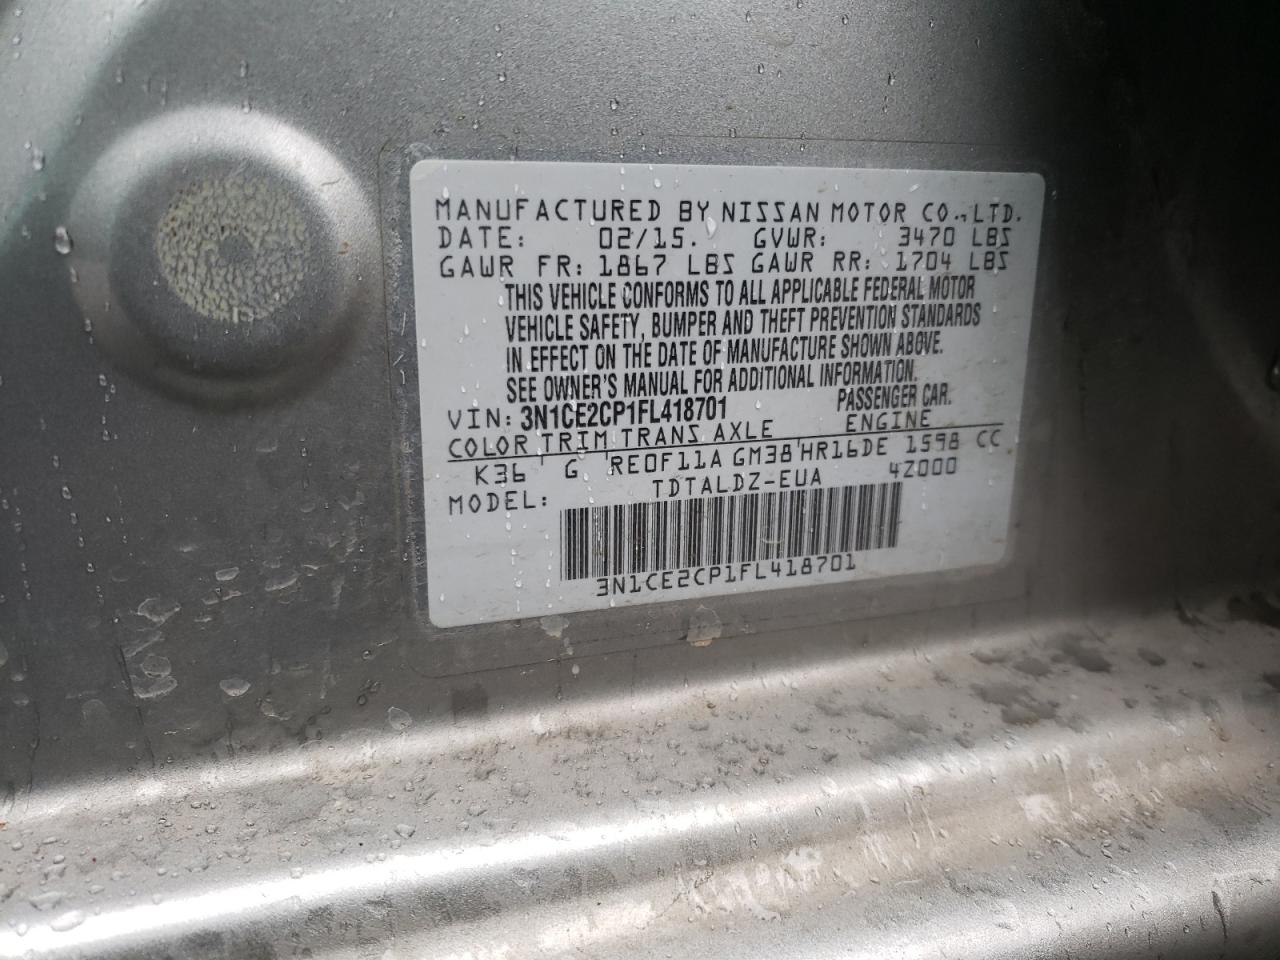 MANUFACTURED BY NISSAN MOTOR CO.,LTD.
DATE: 02/15. GVWR: 3470 LBS
GAWR FR: 1867 LBS GAWR RR: 1704 LBS
THIS VEHICLE CONFORMS TO ALL APPLICABLE FEDERAL MOTOR
VEHICLE SAFETY, BUMPER AND THEFT PREVENTION STANDARDS
IN EFFECT ON THE DATE OF MANUFACTURE SHOWN ABOVE.
SEE OWNER'S MANUAL FOR ADDITIONAL INFORMATION.
VIN: 3N1CE2CP1FL418701 PASSENGER CAR.
COLOR TRIM TRANS AXLE ENGINE
K36 G RE0F11A GM38 HR16DE 1598 CC
MODEL: TDTALDZ-EUA 4Z000
3N1CE2CP1FL418701